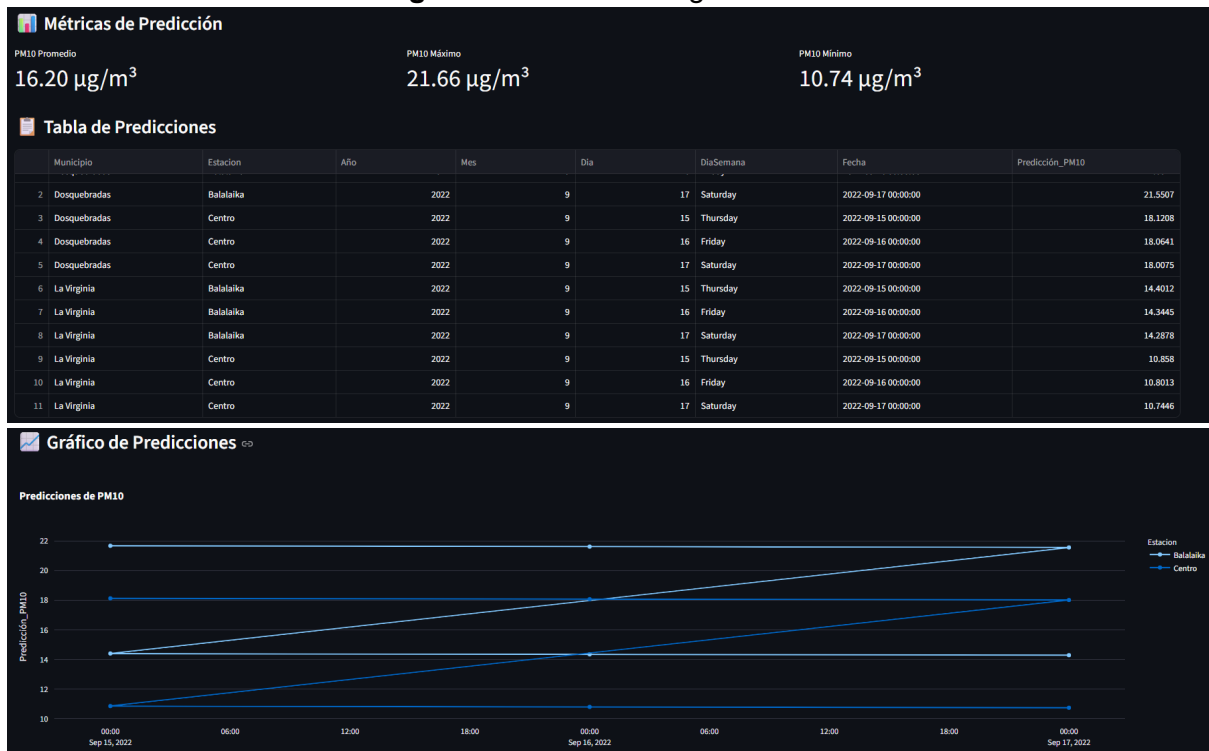 Métricas de Predicción
PM10 Promedio
16.20 µg/m³
PM10 Máximo
21.66 µg/m³
PM10 Mínimo
10.74 µg/m³
Tabla de Predicciones
Municipio Estacion Año Mes Dia DiaSemana Fecha Predicción_PM10
2 Dosquebradas Balalaika 2022 9 17 Saturday 2022-09-17 00:00:00 21.5507
3 Dosquebradas Centro 2022 9 15 Thursday 2022-09-15 00:00:00 18.1208
4 Dosquebradas Centro 2022 9 16 Friday 2022-09-16 00:00:00 18.0641
5 Dosquebradas Centro 2022 9 17 Saturday 2022-09-17 00:00:00 18.0075
6 La Virginia Balalaika 2022 9 15 Thursday 2022-09-15 00:00:00 14.4012
7 La Virginia Balalaika 2022 9 16 Friday 2022-09-16 00:00:00 14.3445
8 La Virginia Balalaika 2022 9 17 Saturday 2022-09-17 00:00:00 14.2878
9 La Virginia Centro 2022 9 15 Thursday 2022-09-15 00:00:00 10.858
10 La Virginia Centro 2022 9 16 Friday 2022-09-16 00:00:00 10.8013
11 La Virginia Centro 2022 9 17 Saturday 2022-09-17 00:00:00 10.7446
Gráfico de Predicciones
Predicciones de PM10
Predicción_PM10
22
20
18
16
14
12
10
00:00 06:00 12:00 18:00 00:00 06:00 12:00 18:00 00:00
Sep 15, 2022 Sep 16, 2022 Sep 17, 2022
Estacion
Balalaika
Centro